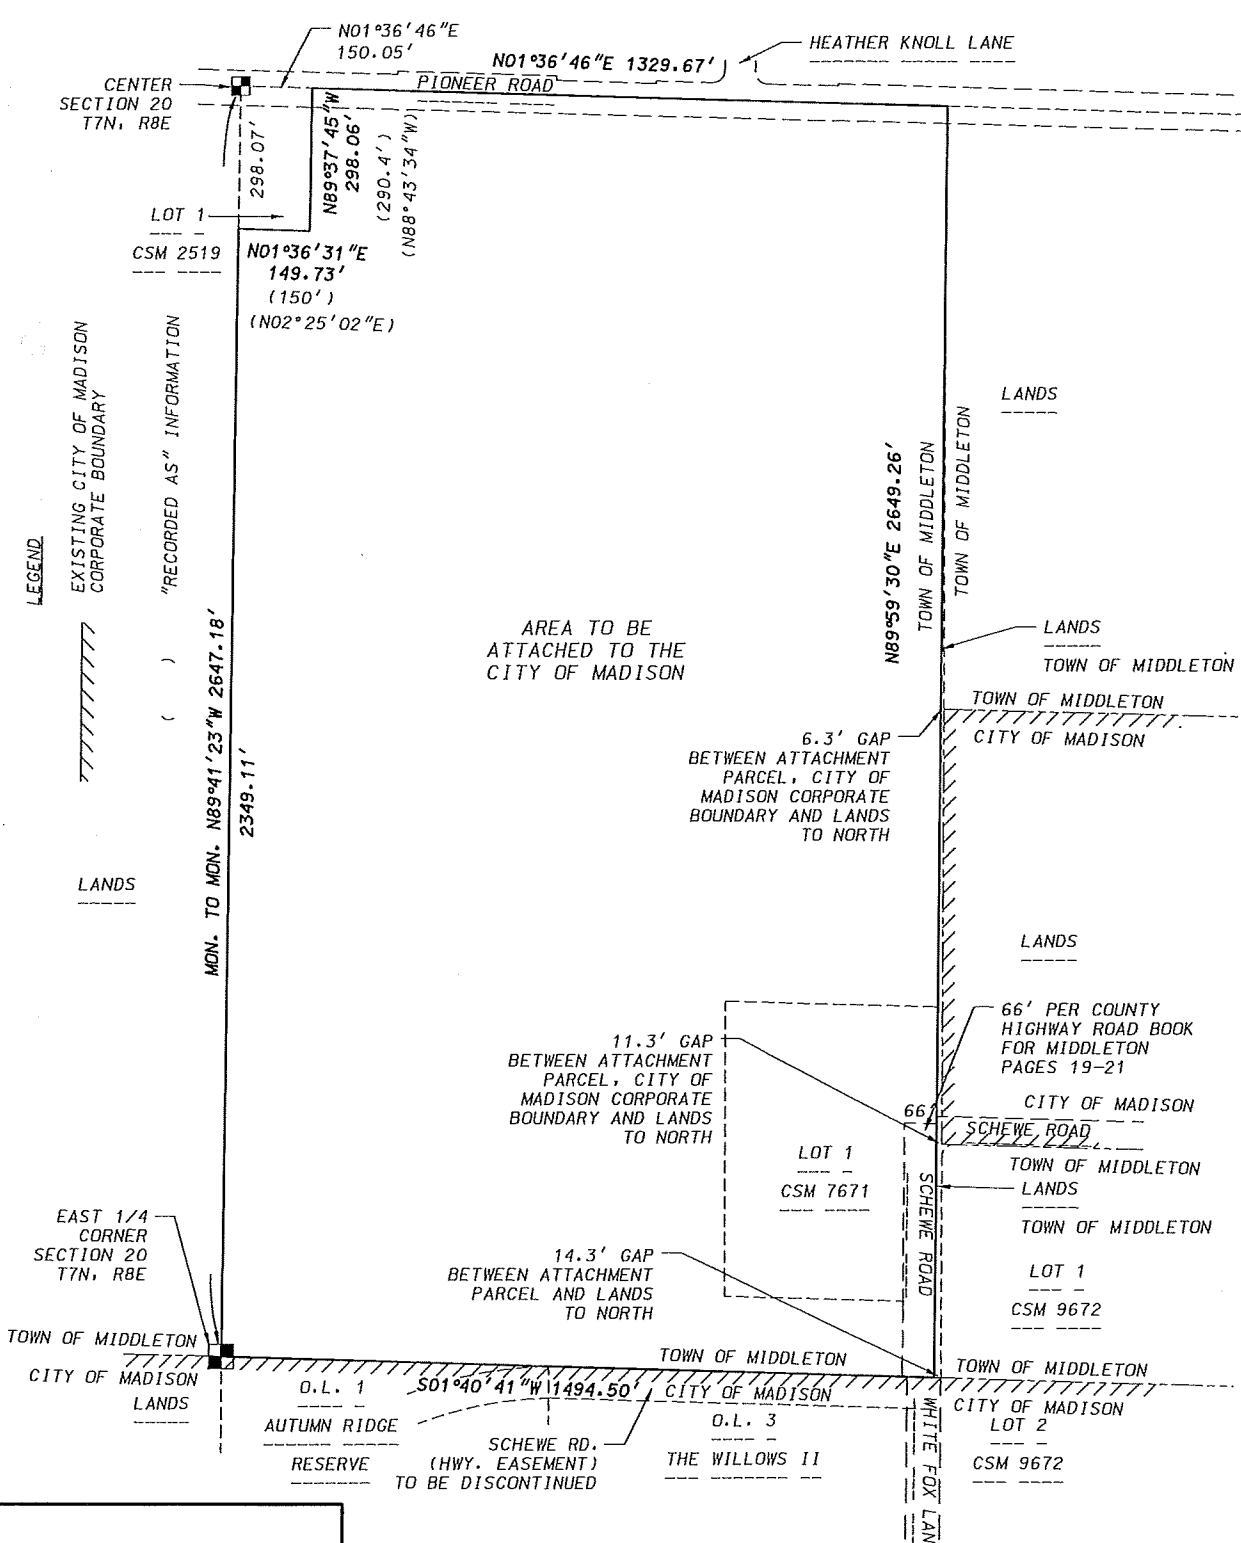 N01°36'46"E
150.05'
N01°36'46"E 1329.67'
HEATHER KNOLL LANE
PIONEER ROAD
CENTER
SECTION 20
T7N, R8E
298.07'
N89°37'45"W
298.06'
(290.4')
(N88°43'34"W)
LOT 1
CSM 2519
N01°36'31"E
149.73'
(150')
(N02°25'02"E)
LEGEND
EXISTING CITY OF MADISON
CORPORATE BOUNDARY
( ) "RECORDED AS" INFORMATION
LANDS
N89°59'30"E 2649.26'
TOWN OF MIDDLETON
TOWN OF MIDDLETON
AREA TO BE
ATTACHED TO THE
CITY OF MADISON
LANDS
TOWN OF MIDDLETON
TOWN OF MIDDLETON
CITY OF MADISON
6.3' GAP
BETWEEN ATTACHMENT
PARCEL, CITY OF
MADISON CORPORATE
BOUNDARY AND LANDS
TO NORTH
MON. TO MON. N89°41'23"W 2647.18'
2349.11'
LANDS
LANDS
66' PER COUNTY
HIGHWAY ROAD BOOK
FOR MIDDLETON
PAGES 19-21
11.3' GAP
BETWEEN ATTACHMENT
PARCEL, CITY OF
MADISON CORPORATE
BOUNDARY AND LANDS
TO NORTH
66'
CITY OF MADISON
SCHEWE ROAD
TOWN OF MIDDLETON
LOT 1
CSM 7671
SCHEWE ROAD
LANDS
TOWN OF MIDDLETON
EAST 1/4
CORNER
SECTION 20
T7N, R8E
14.3' GAP
BETWEEN ATTACHMENT
PARCEL AND LANDS
TO NORTH
LOT 1
CSM 9672
TOWN OF MIDDLETON
CITY OF MADISON
LANDS
TOWN OF MIDDLETON
S01°40'41"W 1494.50'
CITY OF MADISON
TOWN OF MIDDLETON
CITY OF MADISON
O.L. 1
AUTUMN RIDGE
RESERVE
SCHEWE RD.
(HWY. EASEMENT)
TO BE DISCONTINUED
O.L. 3
THE WILLOWS II
WHITE FOX LAN
LOT 2
CSM 9672